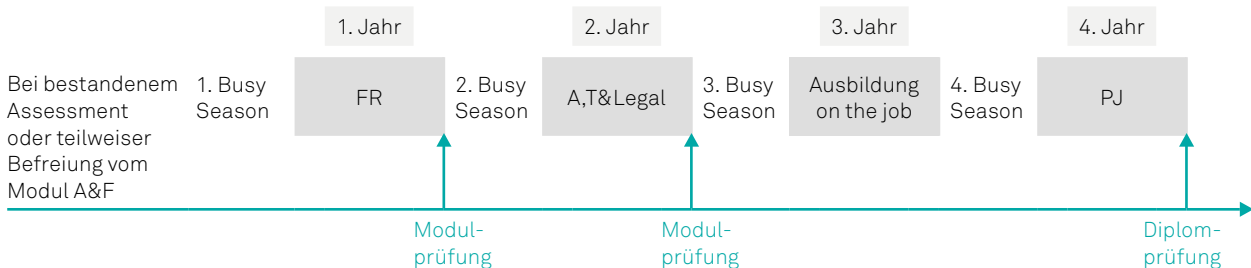 1. Jahr
2. Jahr
3. Jahr
4. Jahr
Bei bestandenem
Assessment
oder teilweiser
Befreiung vom
Modul A&F
1. Busy
Season
FR
2. Busy
Season
A,T&Legal
3. Busy
Season
Ausbildung
on the job
4. Busy
Season
PJ
Modul-
prüfung
Modul-
prüfung
Diplom-
prüfung